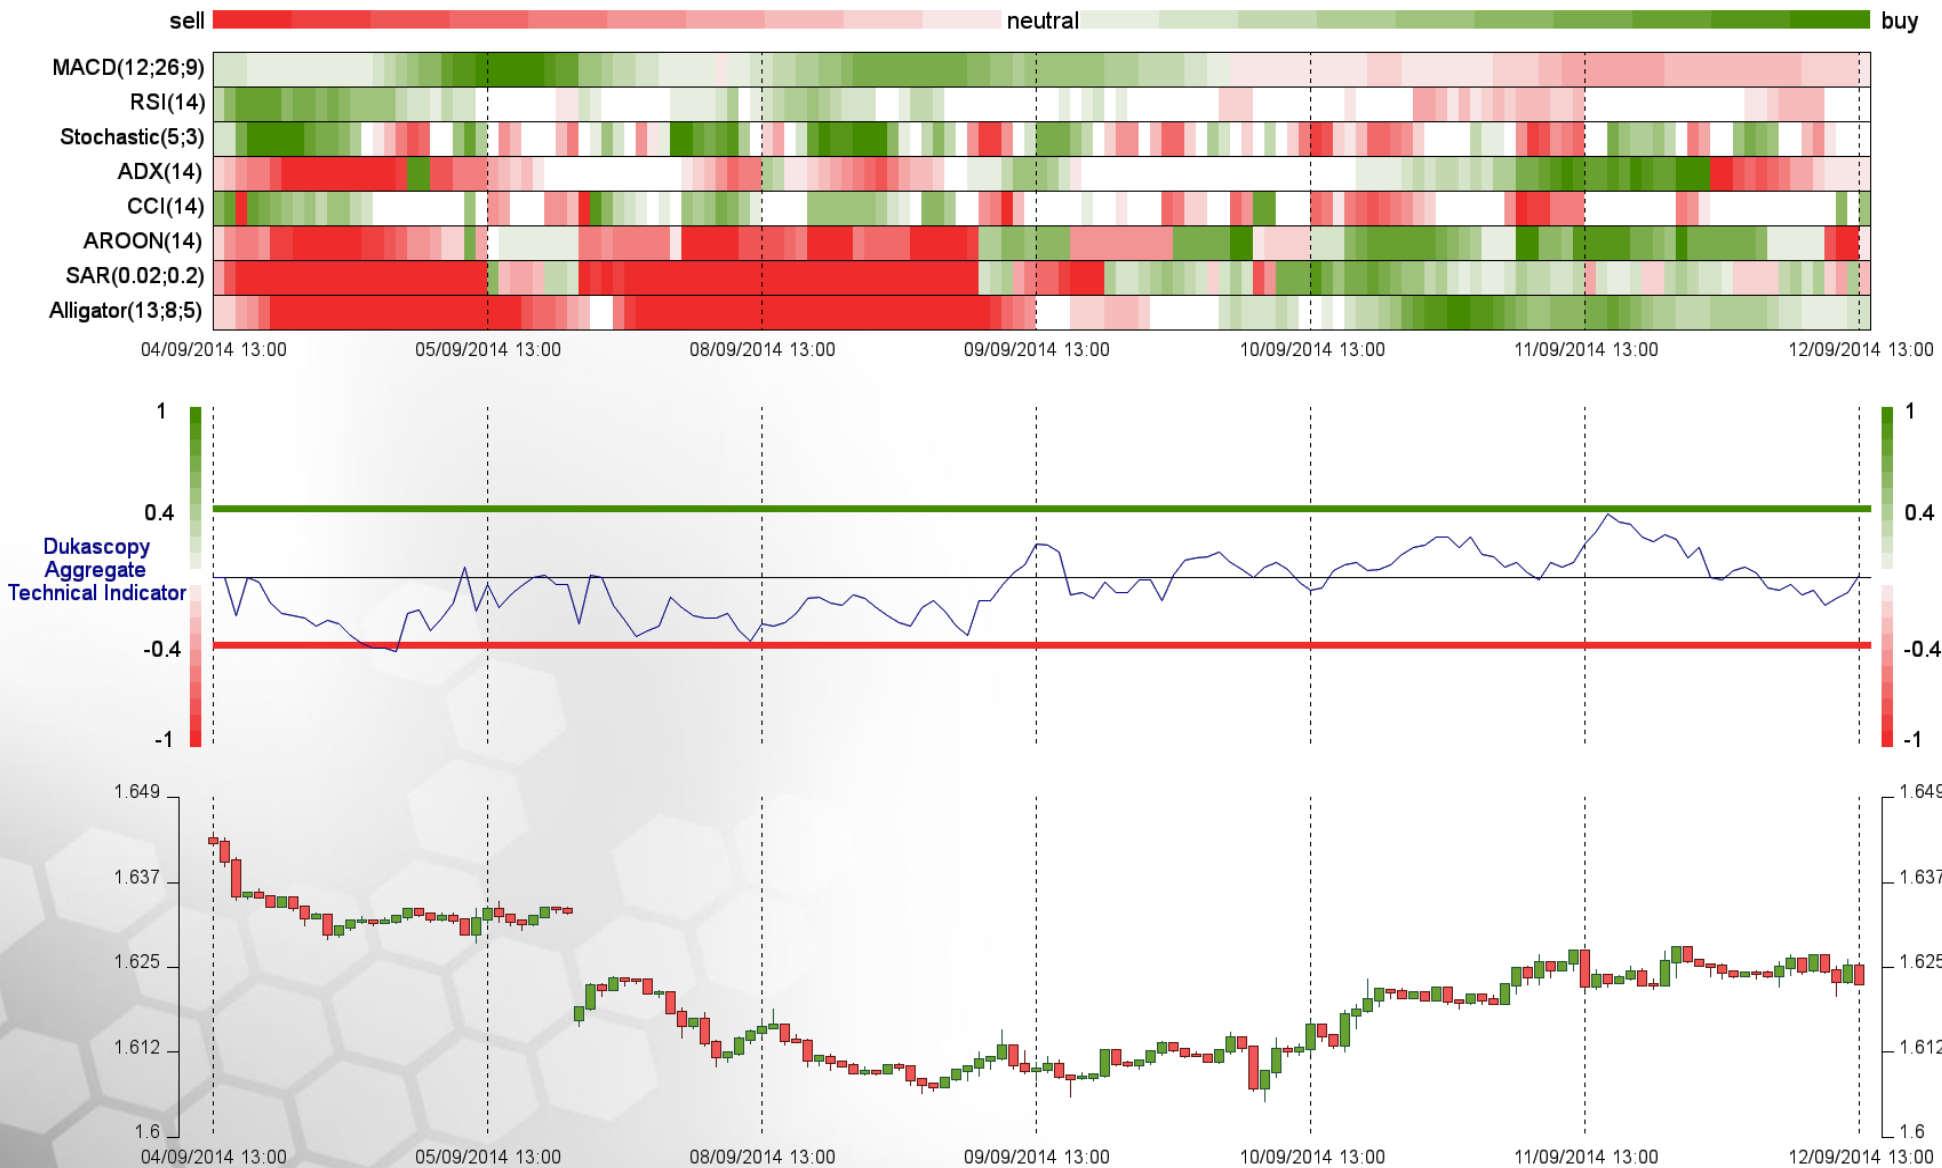 sell neutral buy
MACD(12;26;9)
RSI(14)
Stochastic(5;3)
ADX(14)
CCI(14)
AROON(14)
SAR(0.02;0.2)
Alligator(13;8;5)
04/09/2014 13:00 05/09/2014 13:00 08/09/2014 13:00 09/09/2014 13:00 10/09/2014 13:00 11/09/2014 13:00 12/09/2014 13:00
1 1
0.4 0.4
Dukascopy
Aggregate
Technical Indicator
-0.4 -0.4
-1 -1
1.649 1.649
1.637 1.637
1.625 1.625
1.612 1.612
1.6 1.6
04/09/2014 13:00 05/09/2014 13:00 08/09/2014 13:00 09/09/2014 13:00 10/09/2014 13:00 11/09/2014 13:00 12/09/2014 13:00